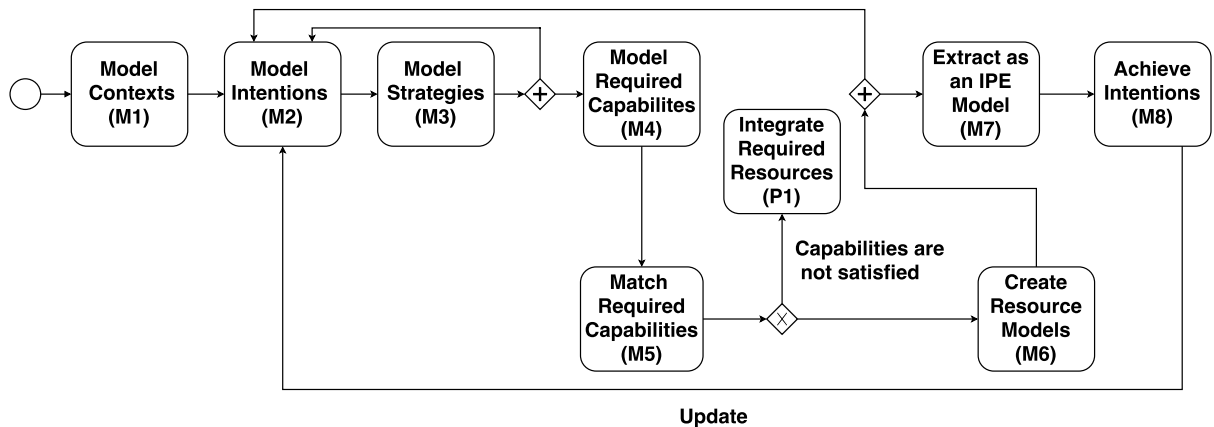 Model
Contexts
(M1)
Model
Intentions
(M2)
Model
Strategies
(M3)
Model
Required
Capabilites
(M4)
Integrate
Required
Resources
(P1)
Extract as
an IPE
Model
(M7)
Achieve
Intentions
(M8)
Capabilities are
not satisfied
Match
Required
Capabilities
(M5)
Create
Resource
Models
(M6)
Update